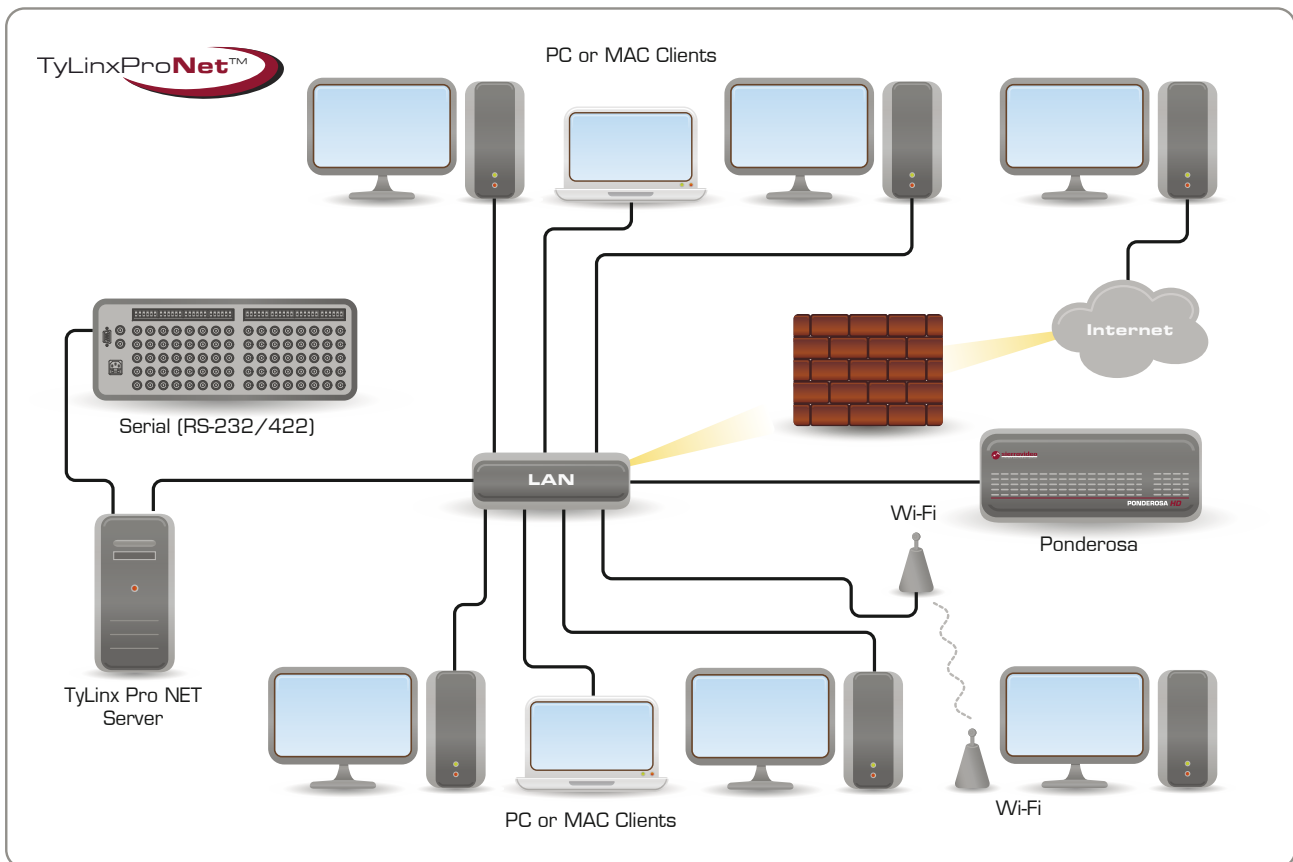 TyLinxProNet™
PC or MAC Clients
Internet
Serial (RS-232/422)
LAN
PONDEROSA HD
Wi-Fi
Ponderosa
TyLinx Pro NET
Server
PC or MAC Clients
Wi-Fi